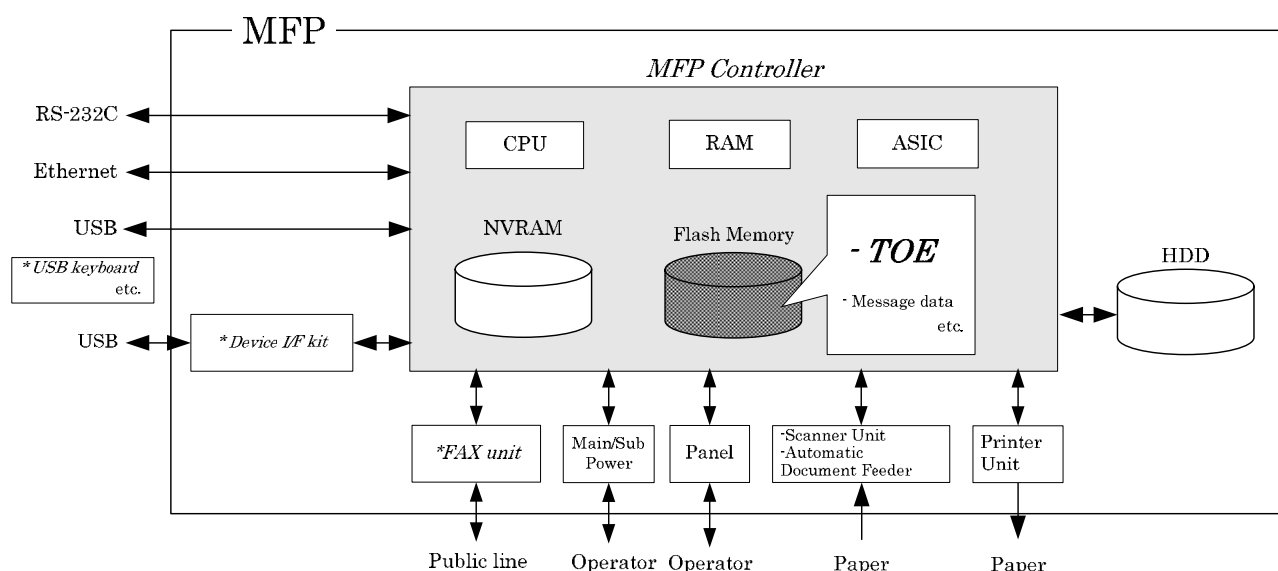 MFP
MFP Controller
RS-232C
CPU
RAM
ASIC
Ethernet
USB
NVRAM
Flash Memory
- TOE
- Message data
etc.
HDD
*USB keyboard
etc.
USB
*Device I/F kit
*FAX unit
Main/Sub
Power
Panel
-Scanner Unit
-Automatic
Document Feeder
Printer
Unit
Public line
Operator
Operator
Paper
Paper